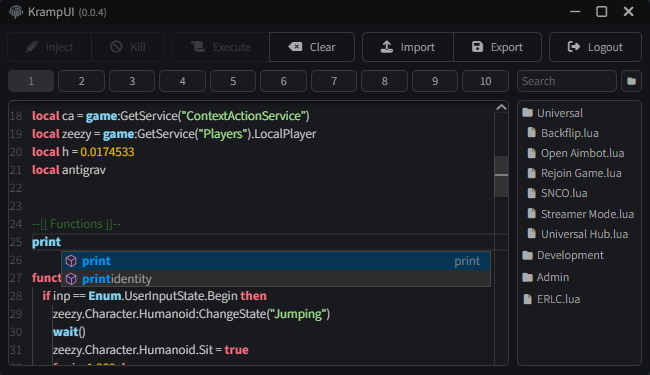 KrampUI (0.0.4)
Inject Kill Execute Clear Import Export Logout
1 2 3 4 5 6 7 8 9 10 Search
18 local ca = game:GetService("ContextActionService")
19 local zeezy = game:GetService("Players").LocalPlayer
20 local h = 0.0174533
21 local antigrav
22
23
24 --[[ Functions ]]--
25 print
print print
26
printidentity
27 funct
28 if inp == Enum.UserInputState.Begin then
29 zeezy.Character.Humanoid:ChangeState("Jumping")
30 wait()
31 zeezy.Character.Humanoid.Sit = true
Universal
Backflip.lua
Open Aimbot.lua
Rejoin Game.lua
SNCO.lua
Streamer Mode.lua
Universal Hub.lua
Development
Admin
ERLC.lua